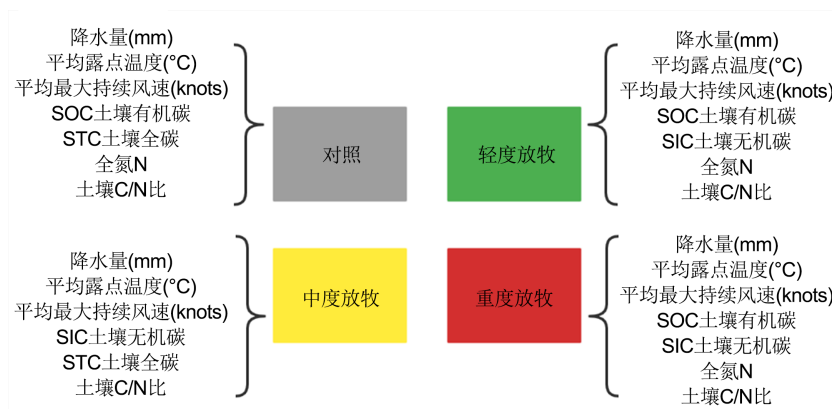 降水量(mm)
平均露点温度(°C)
平均最大持续风速(knots)
SOC土壤有机碳
STC土壤全碳
全氮N
土壤C/N比
对照
轻度放牧
降水量(mm)
平均露点温度(°C)
平均最大持续风速(knots)
SOC土壤有机碳
SIC土壤无机碳
全氮N
土壤C/N比
降水量(mm)
平均露点温度(°C)
平均最大持续风速(knots)
SIC土壤无机碳
STC土壤全碳
土壤C/N比
中度放牧
重度放牧
降水量(mm)
平均露点温度(°C)
平均最大持续风速(knots)
SOC土壤有机碳
SIC土壤无机碳
全氮N
土壤C/N比